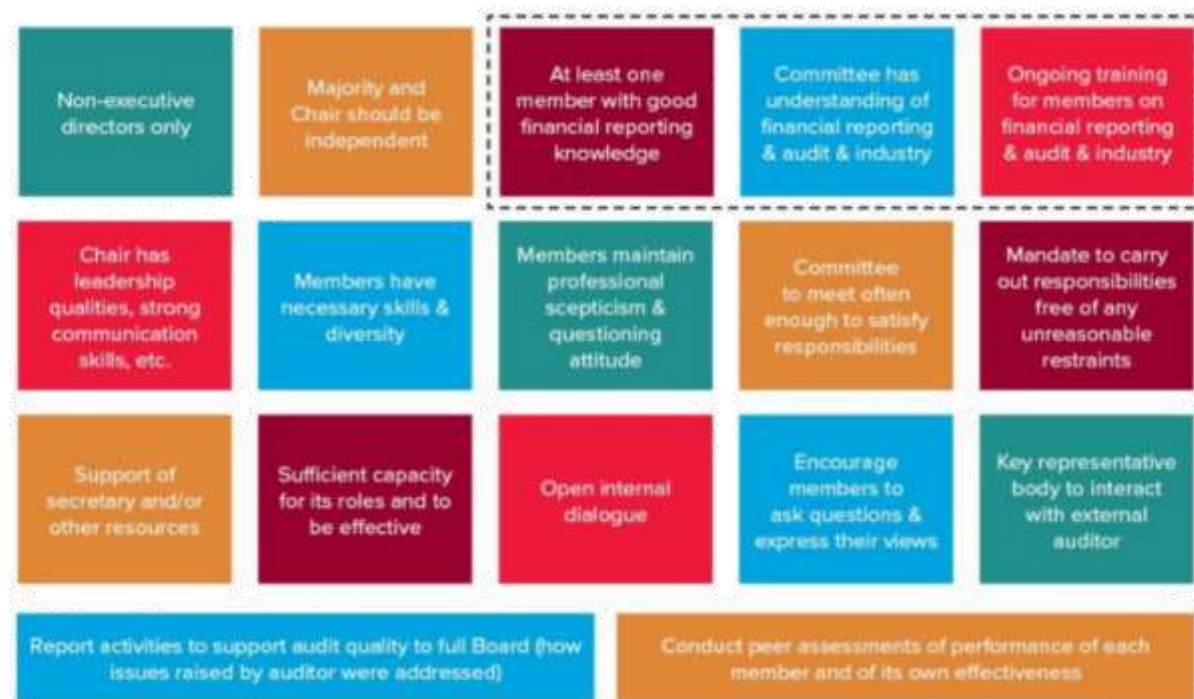 Non-executive
directors only
Majority and
Chair should be
independent
At least one
member with good
financial reporting
knowledge
Committee has
understanding of
financial reporting
& audit & industry
Ongoing training
for members on
financial reporting
& audit & industry
Chair has
leadership
qualities, strong
communication
skills, etc.
Members have
necessary skills &
diversity
Members maintain
professional
scepticism &
questioning
attitude
Committee
to meet often
enough to satisfy
responsibilities
Mandate to carry
out responsibilities
free of any
unreasonable
restraints
Support of
secretary and/or
other resources
Sufficient capacity
for its roles and to
be effective
Open internal
dialogue
Encourage
members to
ask questions &
express their views
Key representative
body to interact
with external
auditor
Report activities to support audit quality to full Board (how
issues raised by auditor were addressed)
Conduct peer assessments of performance of each
member and of its own effectiveness